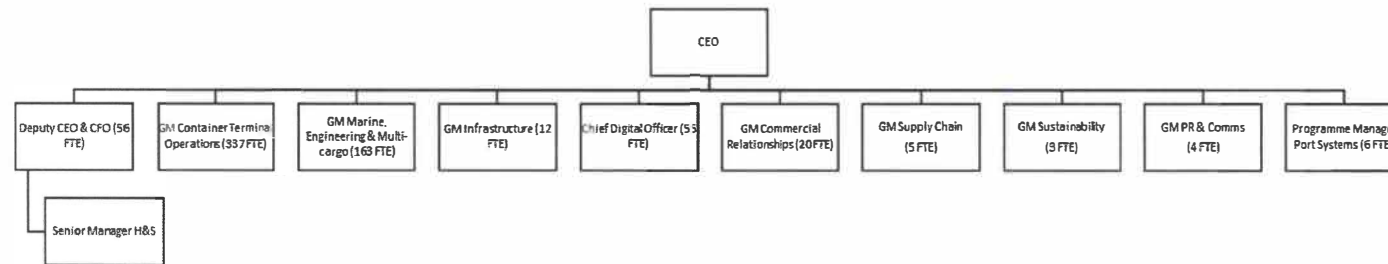 CEO
Deputy CEO & CFO (56
FTE)
GM Container Terminal
Operations (337 FTE)
GM Marine,
Engineering & Multi-
cargo (163 FTE)
GM Infrastructure (12
FTE)
Chief Digital Officer (55
FTE)
GM Commercial
Relationships (20 FTE)
GM Supply Chain
(5 FTE)
GM Sustainability
(3 FTE)
GM PR & Comms
(4 FTE)
Programme Manage
Port Systems (6 FTE
Senior Manager H&S